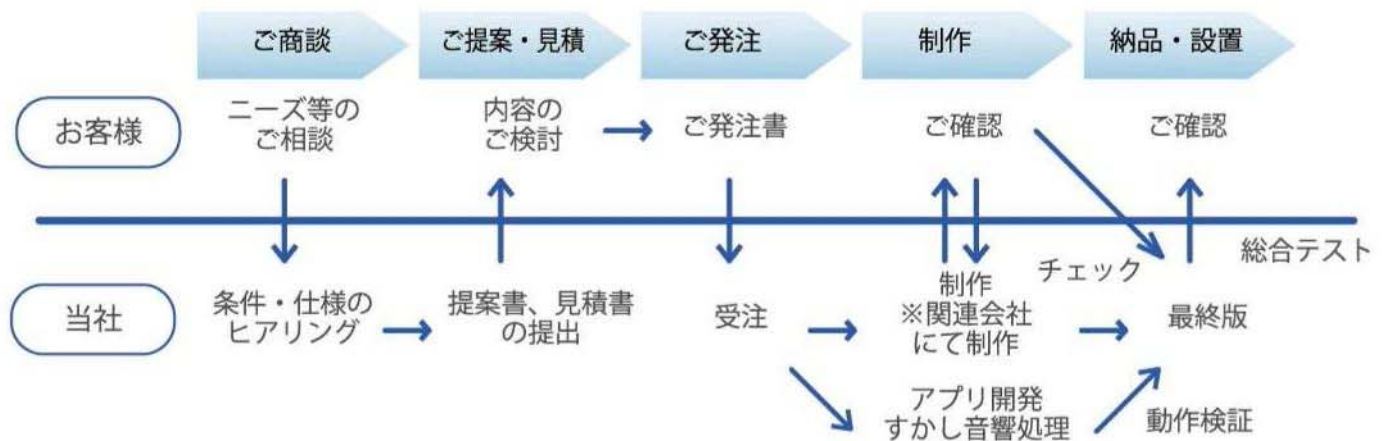 ご商談
ご提案・見積
ご発注
制作
納品・設置
お客様
ニーズ等の
ご相談
内容の
ご検討
ご発注書
ご確認
ご確認
総合テスト
チェック
当社
条件・仕様の
ヒアリング
提案書、見積書
の提出
受注
制作
※関連会社
にて制作
最終版
アプリ開発
すかし音響処理
動作検証